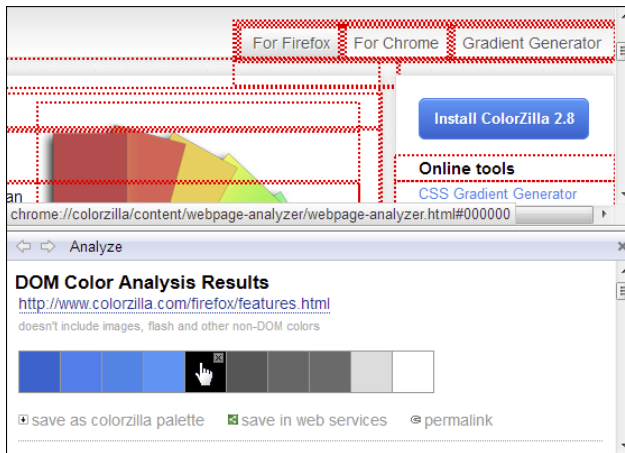 For Firefox For Chrome Gradient Generator
Install ColorZilla 2.8
Online tools
an
CSS Gradient Generator
chrome://colorzilla/content/webpage-analyzer/webpage-analyzer.html#000000
Analyze
DOM Color Analysis Results
http://www.colorzilla.com/firefox/features.html
doesn't include images, flash and other non-DOM colors
save as colorzilla palette save in web services permalink